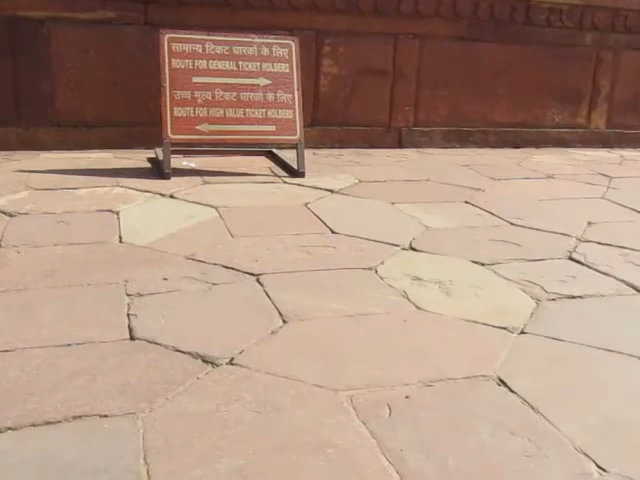 सामान्य टिकट धारकों के लिए
ROUTE FOR GENERAL TICKET HOLDERS
उच्च मूल्य टिकट धारकों के लिए
ROUTE FOR HIGH VALUE TICKET HOLDERS